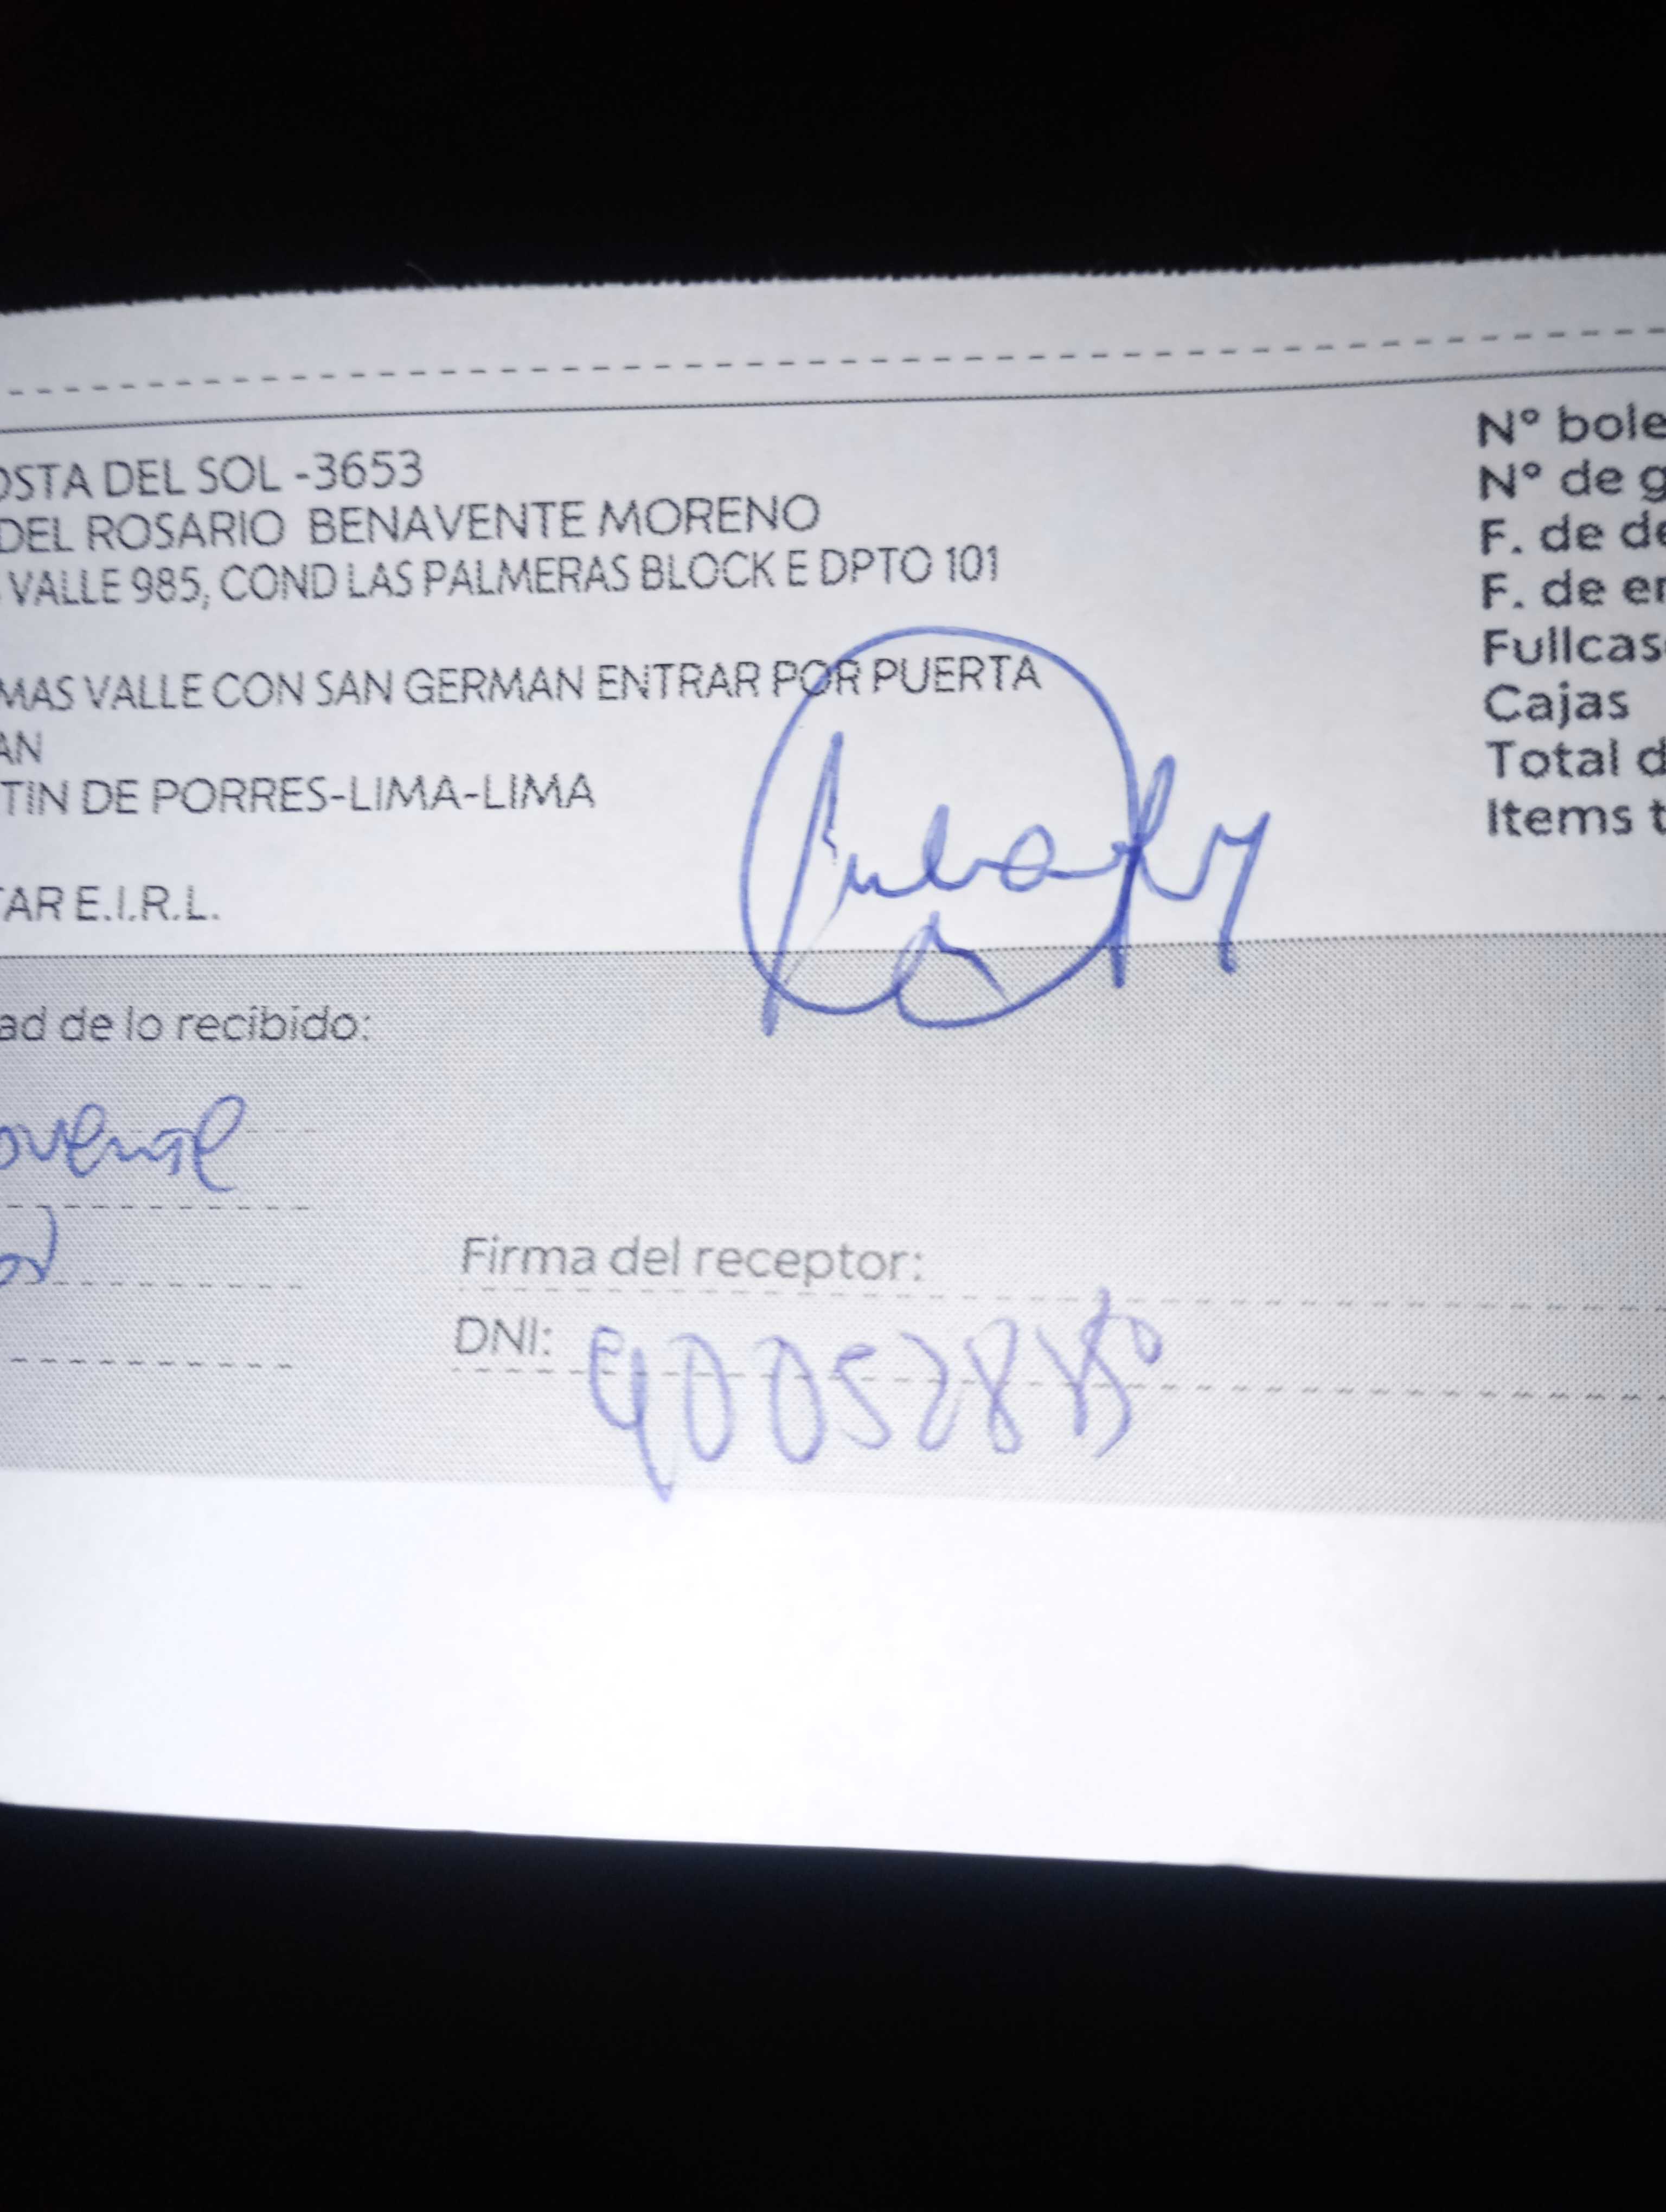 OSTA DEL SOL -3653
DEL ROSARIO BENAVENTE MORENO
VALLE 985, COND LAS PALMERAS BLOCK E DPTO 101
MAS VALLE CON SAN GERMAN ENTRAR POR PUERTA
AN
TIN DE PORRES-LIMA-LIMA
TAR E.I.R.L.
N° bole
N° de g
F. de de
F. de en
Fullcas
Cajas
Total d
Items t
ad de lo recibido:
Firma del receptor:
DNI: